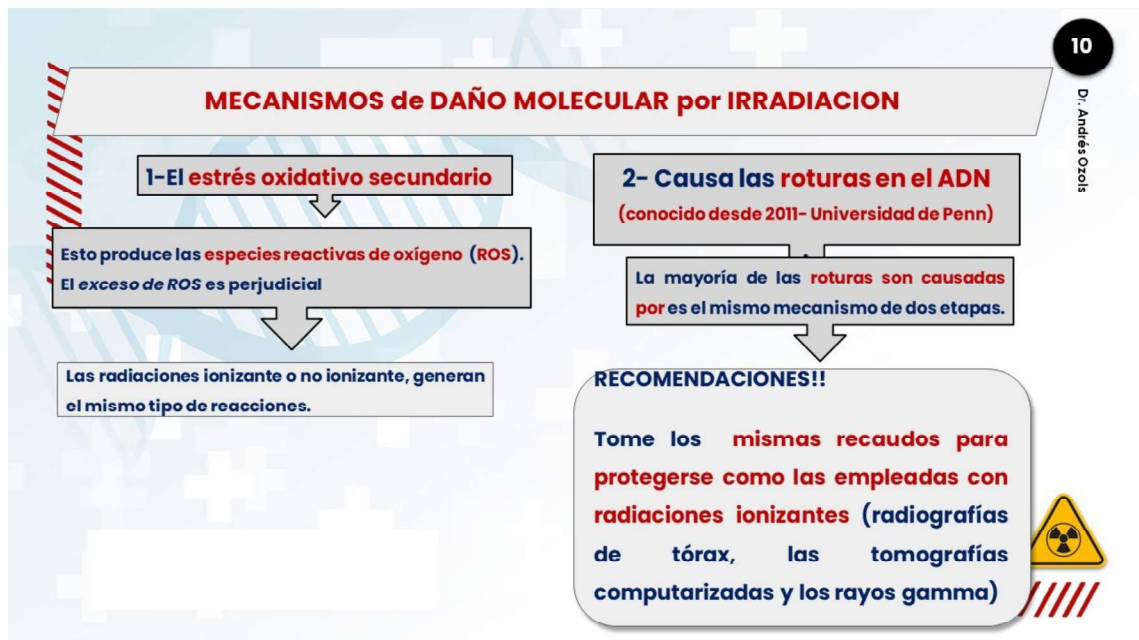 10
Dr. Andrés Ozols
MECANISMOS de DAÑO MOLECULAR por IRRADIACION
1-El estrés oxidativo secundario
Esto produce las especies reactivas de oxígeno (ROS).
El exceso de ROS es perjudicial
Las radiaciones ionizante o no ionizante, generan
el mismo tipo de reacciones.
2- Causa las roturas en el ADN
(conocido desde 2011- Universidad de Penn)
La mayoría de las roturas son causadas
por es el mismo mecanismo de dos etapas.
RECOMENDACIONES!!
Tome los mismas recaudos para
protegerse como las empleadas con
radiaciones ionizantes (radiografías
de tórax, las tomografías
computarizadas y los rayos gamma)